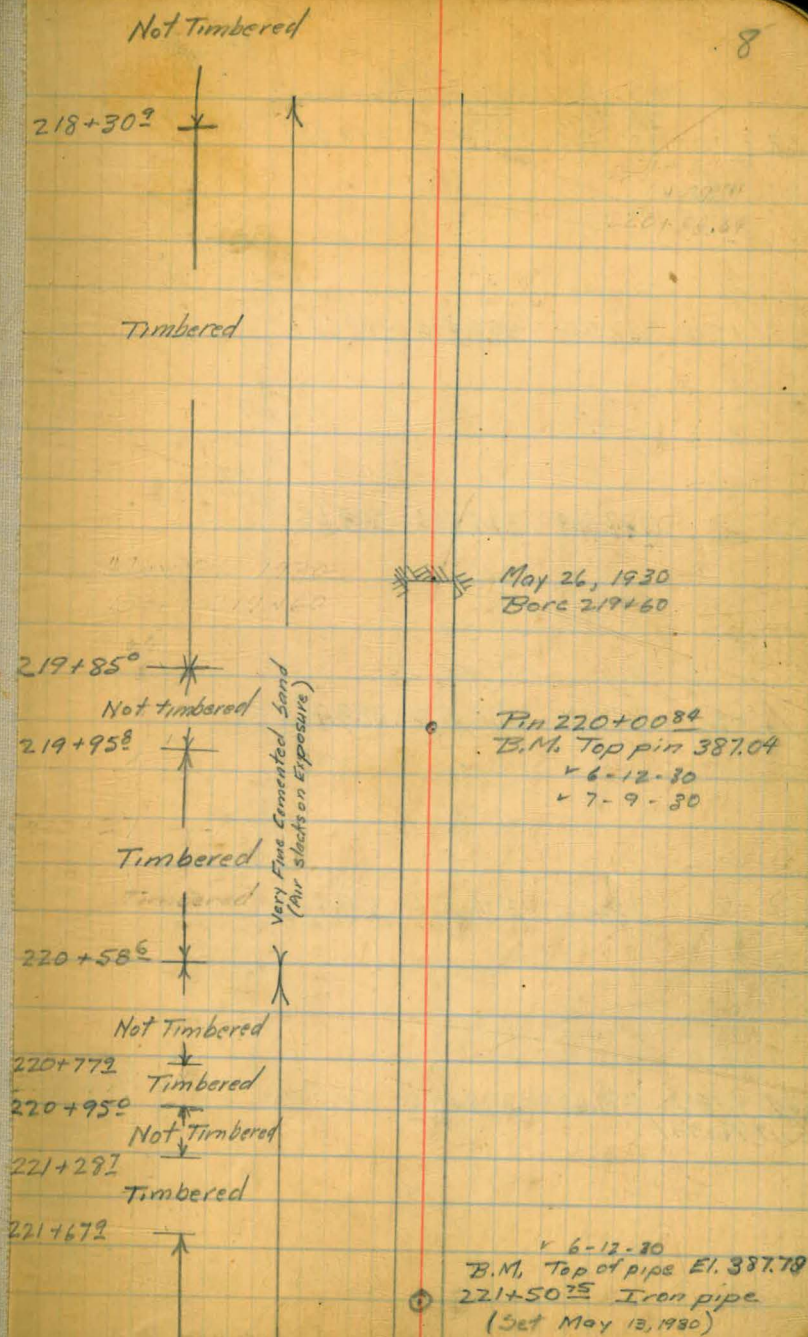 Not Timbered
8
218+30⁹
Timbered
May 26, 1930
Bore 219+60
219+85⁰
Not timbered
219+95⁸
Very Fine Cemented Sand
(Air slacks on Exposure)
Pin 220+00⁸⁴
B.M. Top pin 387.04
✓ 6-12-30
✓ 7-9-30
Timbered
220+58⁶
Not Timbered
220+77⁹
Timbered
220+95⁰
Not Timbered
221+28⁷
Timbered
221+67⁹
✓ 6-12-30
B.M. Top of pipe El. 387.78
221+50⁷⁵ Iron pipe
(Set May 13, 1930)